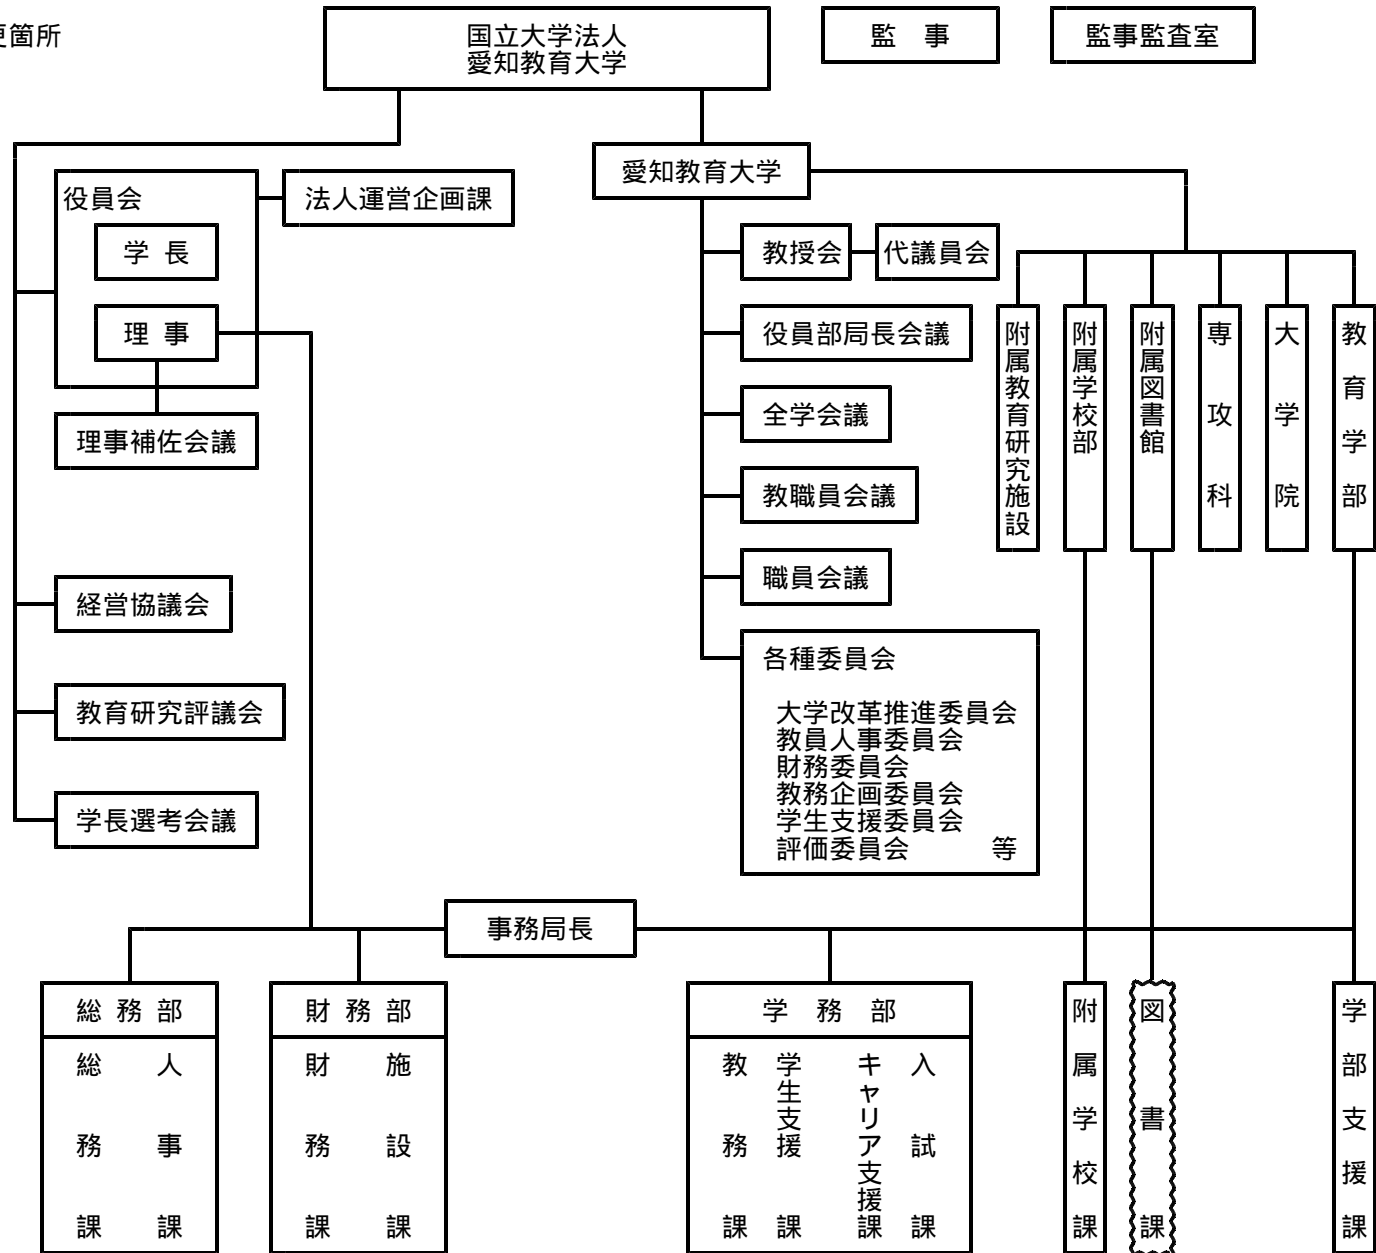 更箇所
国立大学法人
愛知教育大学
監　事
監事監査室
愛知教育大学
役員会
法人運営企画課
学 長
理 事
理事補佐会議
経営協議会
教育研究評議会
学長選考会議
教授会
代議員会
役員部局長会議
全学会議
教職員会議
職員会議
各種委員会
大学改革推進委員会
教員人事委員会
財務委員会
教務企画委員会
学生支援委員会
評価委員会　　　等
附属教育研究施設
附属学校部
附属図書館
専攻科
大学院
教育学部
事務局長
総 務 部
総務課
人事課
財 務 部
財務課
施設課
学　務　部
教務課
学生支援課
キャリア支援課
入試課
附属学校課
図書課
学部支援課